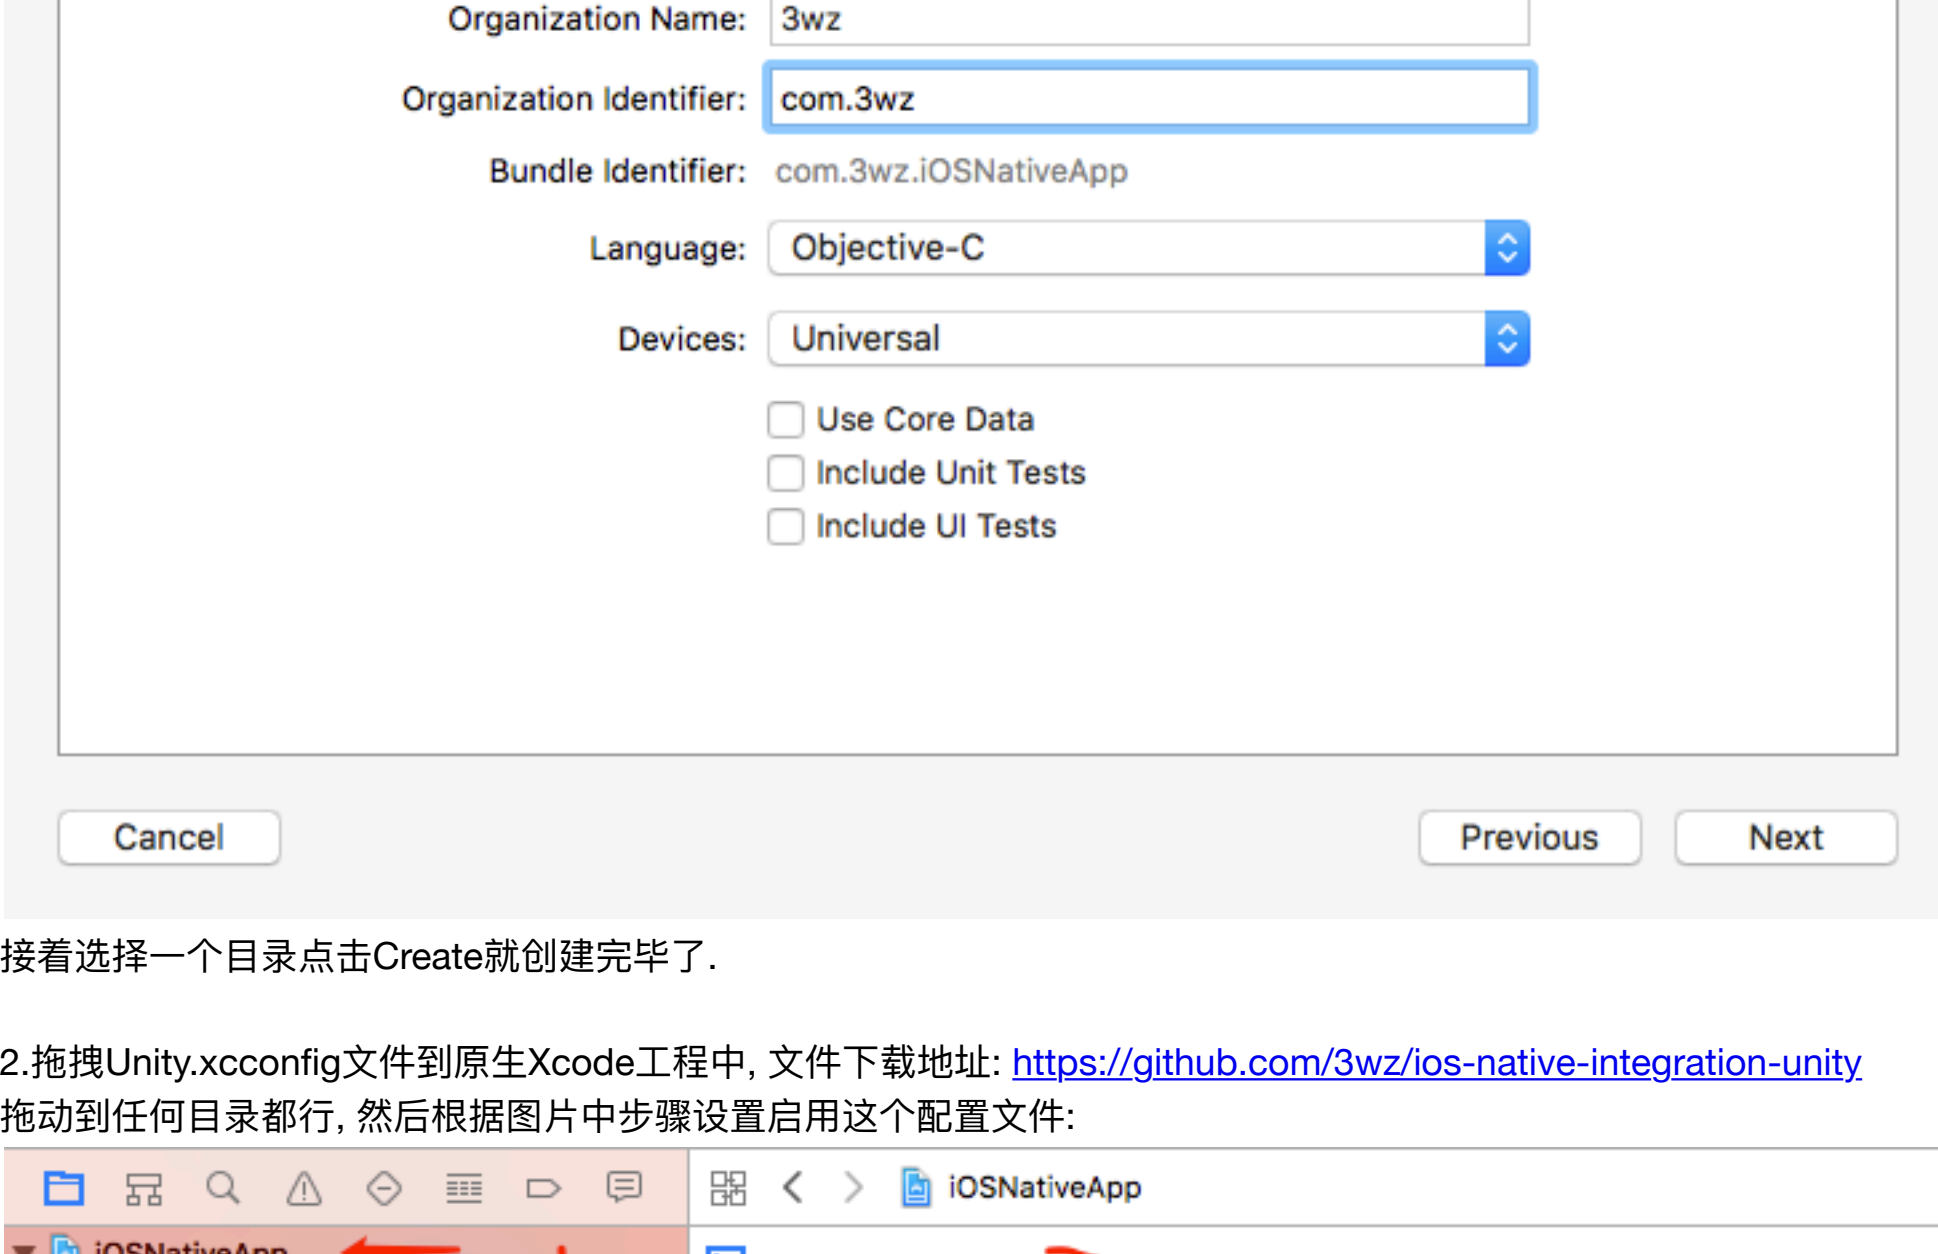 Organization Name: 3wz
Organization Identifier: com.3wz
Bundle Identifier: com.3wz.iOSNativeApp
Language: Objective-C
Devices: Universal
Use Core Data
Include Unit Tests
Include UI Tests
Cancel Previous Next
接着选择一个目录点击Create就创建完毕了.
2.拖拽Unity.xcconfig文件到原生Xcode工程中, 文件下载地址: https://github.com/3wz/ios-native-integration-unity
拖动到任何目录都行, 然后根据图片中步骤设置启用这个配置文件:
iOSNativeApp
iOSNativeApp